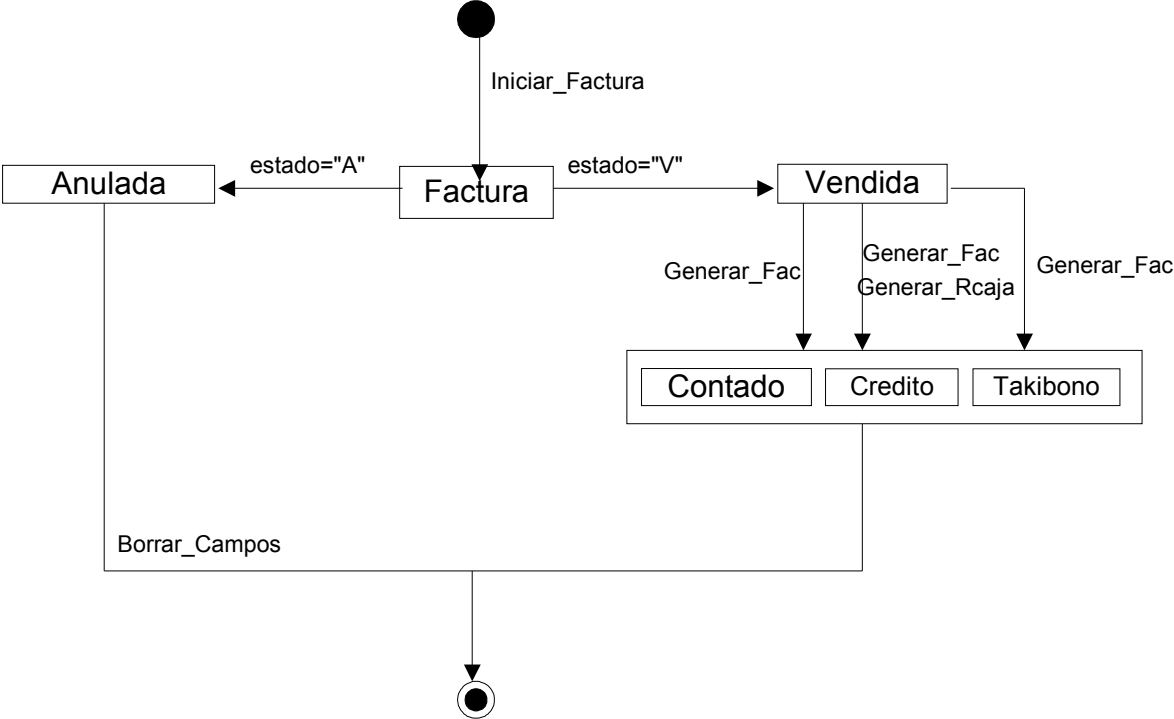 Iniciar_Factura
estado="A"
estado="V"
Anulada
Factura
Vendida
Generar_Fac
Generar_Fac
Generar_Rcaja
Generar_Fac
Contado
Credito
Takibono
Borrar_Campos